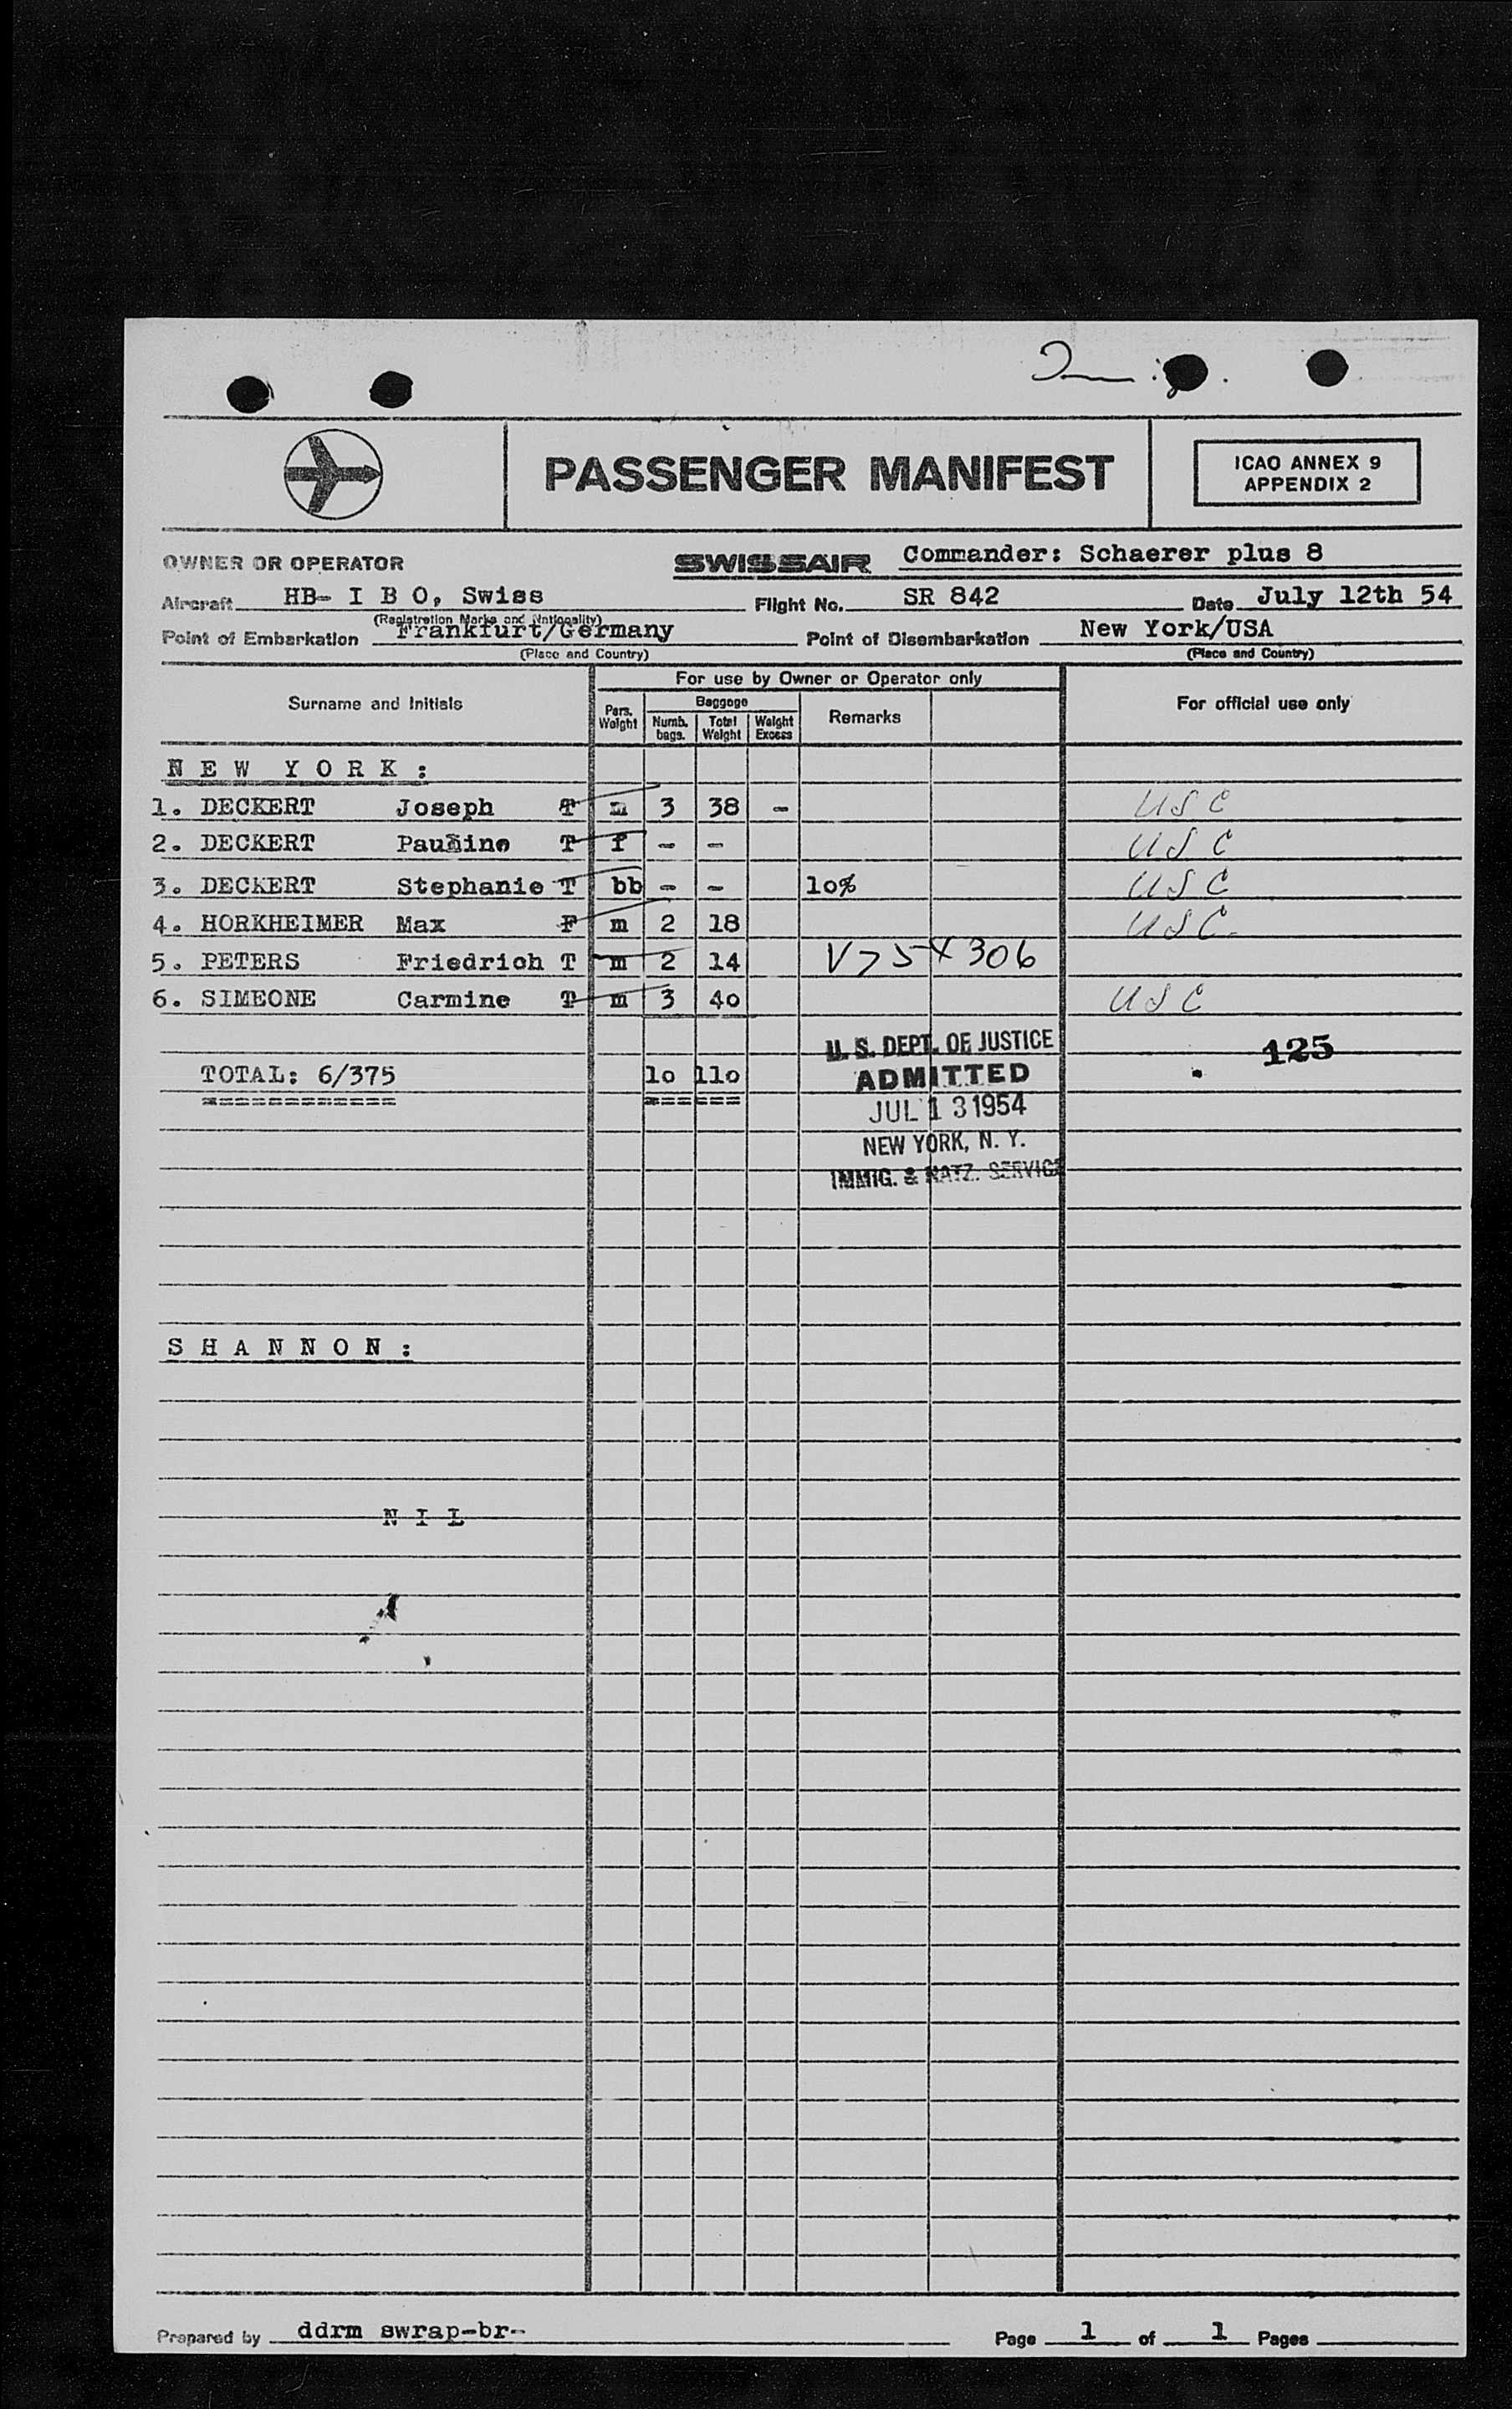 PASSENGER MANIFEST
ICAO ANNEX 9
APPENDIX 2
OWNER OR OPERATOR SWISSAIR Commander: Schaerer plus 8
Aircraft HB- I B O, Swiss Flight No. SR 842 Date July 12th 54
(Registration Marks and Nationality)
Point of Embarkation Frankfurt/Germany Point of Disembarkation New York/USA
(Place and Country) (Place and Country)
For use by Owner or Operator only
Surname and Initials Pers. Weight Baggage Numb. bags. Total Weight Weight Excess Remarks For official use only
N E W Y O R K :
1. DECKERT Joseph T m 3 38 - USC
2. DECKERT Pauline T f - - USC
3. DECKERT Stephanie T bb - - 10% USC
4. HORKHEIMER Max F m 2 18 USC
5. PETERS Friedrich T m 2 14 V754306
6. SIMEONE Carmine T m 3 40 USC
U. S. DEPT. OF JUSTICE
125
TOTAL: 6/375 10 110 ADMITTED
============ === ===
JUL 13 1954
NEW YORK, N. Y.
IMMIG. & NATZ. SERVICE
S H A N N O N :
N I L
Prepared by ddrm swrap-br- Page 1 of 1 Pages